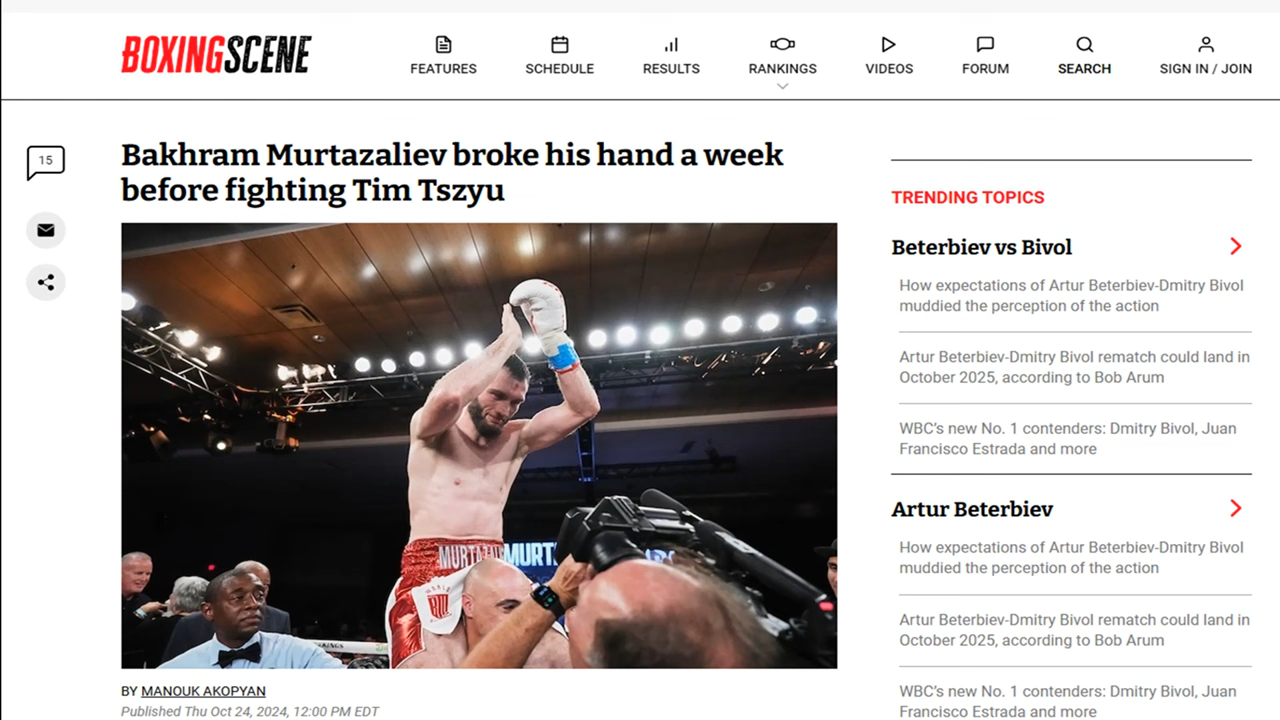 BOXINGSCENE
FEATURES
SCHEDULE
RESULTS
RANKINGS
VIDEOS
FORUM
SEARCH
SIGN IN / JOIN
15
Bakhram Murtazaliev broke his hand a week
before fighting Tim Tszyu
BY MANOUK AKOPYAN
Published Thu Oct 24, 2024, 12:00 PM EDT
TRENDING TOPICS
Beterbiev vs Bivol
How expectations of Artur Beterbiev-Dmitry Bivol
muddied the perception of the action
Artur Beterbiev-Dmitry Bivol rematch could land in
October 2025, according to Bob Arum
WBC's new No. 1 contenders: Dmitry Bivol, Juan
Francisco Estrada and more
Artur Beterbiev
How expectations of Artur Beterbiev-Dmitry Bivol
muddied the perception of the action
Artur Beterbiev-Dmitry Bivol rematch could land in
October 2025, according to Bob Arum
WBC's new No. 1 contenders: Dmitry Bivol, Juan
Francisco Estrada and more